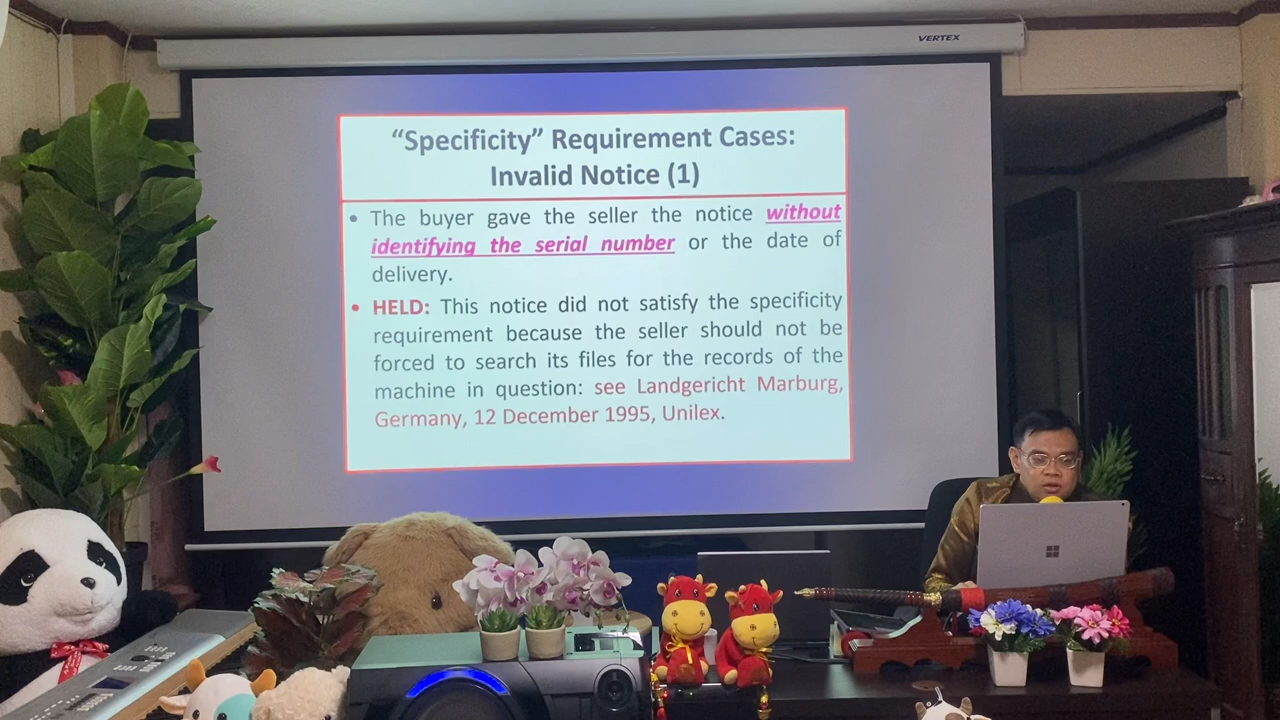 VERTEX
“Specificity” Requirement Cases:
Invalid Notice (1)
• The buyer gave the seller the notice without
identifying the serial number or the date of
delivery.
• HELD: This notice did not satisfy the specificity
requirement because the seller should not be
forced to search its files for the records of the
machine in question: see Landgericht Marburg,
Germany, 12 December 1995, Unilex.